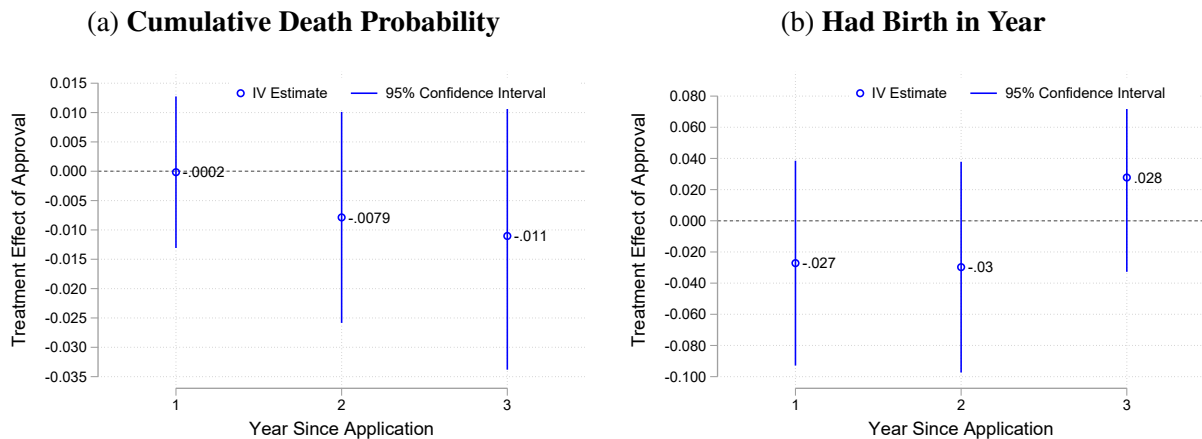 (a) Cumulative Death Probability
Treatment Effect of Approval
IV Estimate
95% Confidence Interval
0.015
0.010
0.005
0.000
-0.005
-0.010
-0.015
-0.020
-0.025
-0.030
-0.035
-.0002
-.0079
-.011
1 2 3
Year Since Application
(b) Had Birth in Year
Treatment Effect of Approval
IV Estimate
95% Confidence Interval
0.080
0.060
0.040
0.020
0.000
-0.020
-0.040
-0.060
-0.080
-0.100
-.027
-.03
.028
1 2 3
Year Since Application